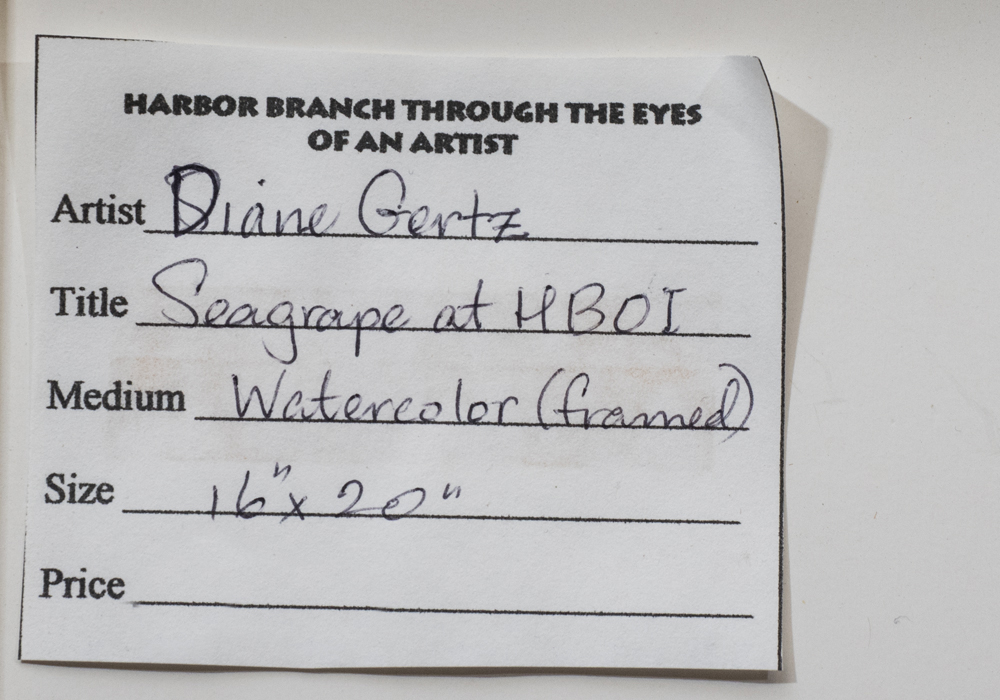 HARBOR BRANCH THROUGH THE EYES
OF AN ARTIST
Artist Diane Gertz
Title Seagrape at HBOI
Medium Watercolor (framed)
Size 16" x 20"
Price